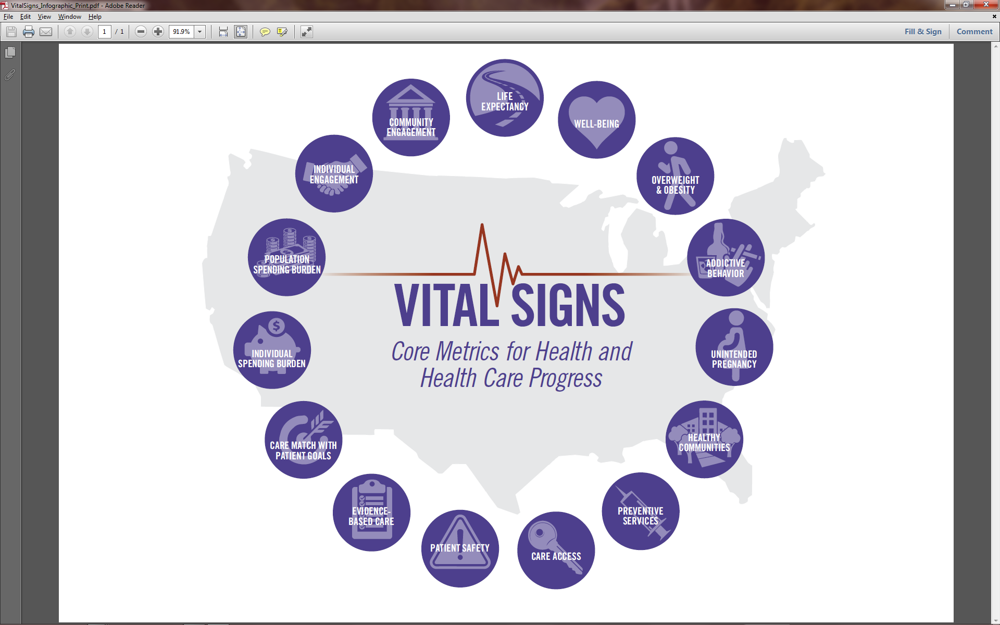 VitalSigns_Infographic_Print.pdf - Adobe Reader
File Edit View Window Help
1 / 1 91.9% Fill & Sign Comment
LIFE
EXPECTANCY
WELL-BEING
OVERWEIGHT
& OBESITY
ADDICTIVE
BEHAVIOR
UNINTENDED
PREGNANCY
HEALTHY
COMMUNITIES
PREVENTIVE
SERVICES
CARE ACCESS
PATIENT SAFETY
EVIDENCE-
BASED CARE
CARE MATCH WITH
PATIENT GOALS
$
INDIVIDUAL
SPENDING BURDEN
POPULATION
SPENDING BURDEN
INDIVIDUAL
ENGAGEMENT
COMMUNITY
ENGAGEMENT
VITAL SIGNS
Core Metrics for Health and
Health Care Progress